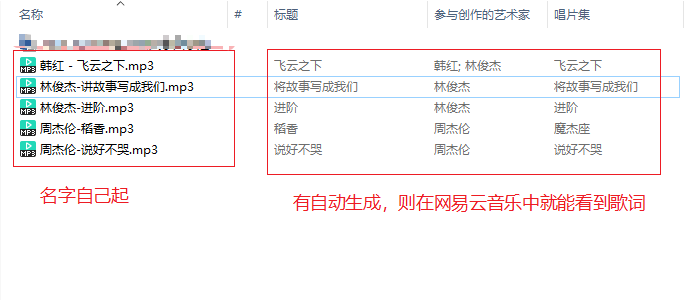 名称 # 标题 参与创作的艺术家 唱片集
韩红 - 飞云之下.mp3 飞云之下 韩红; 林俊杰 飞云之下
林俊杰-讲故事写成我们.mp3 将故事写成我们 林俊杰 将故事写成我们
林俊杰-进阶.mp3 进阶 林俊杰 进阶
周杰伦-稻香.mp3 稻香 周杰伦 魔杰座
周杰伦-说好不哭.mp3 说好不哭 周杰伦 说好不哭
名字自己起
有自动生成，则在网易云音乐中就能看到歌词